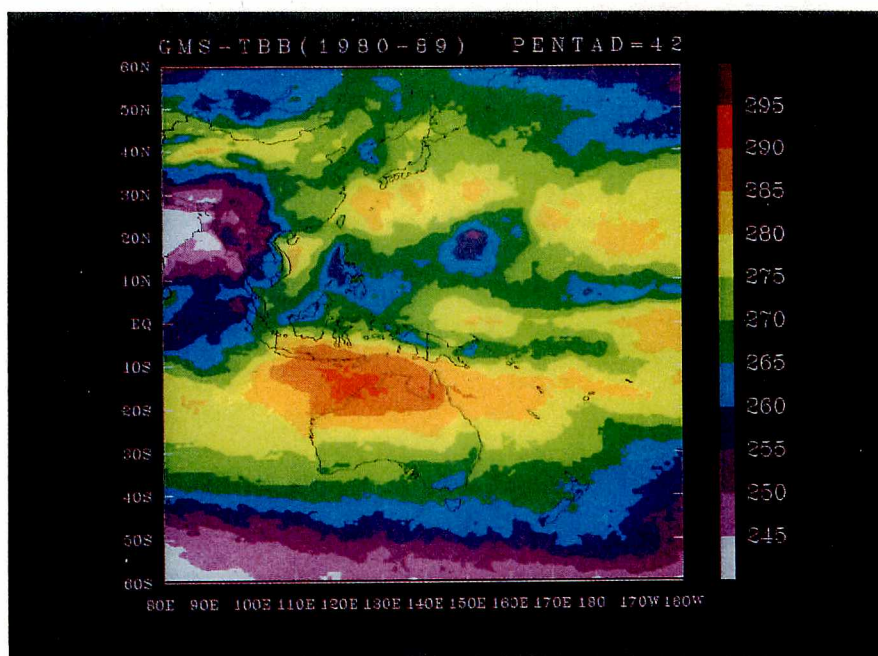 GMS-TBB(1980-89) PENTAD=42
60N
50N
40N
30N
20N
10N
EQ
10S
20S
30S
40S
50S
60S
80E 90E 100E 110E 120E 130E 140E 150E 160E 170E 180 170W 160W
295
290
285
280
275
270
265
260
255
250
245